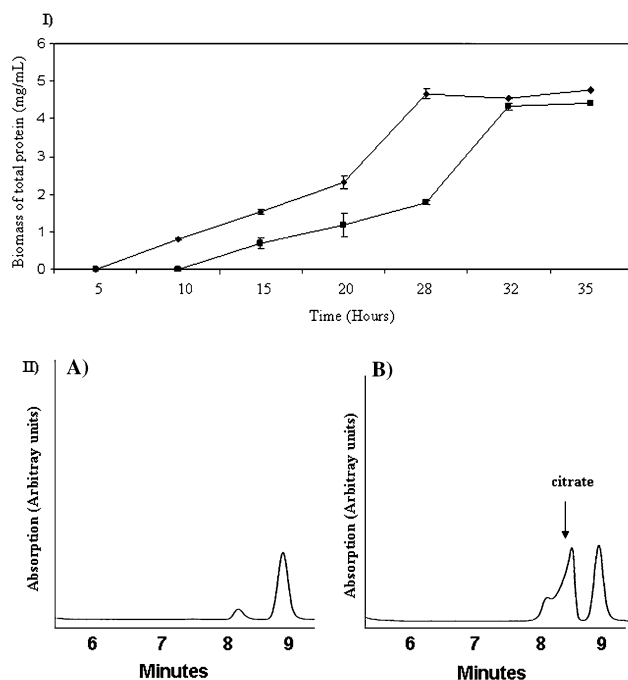 I)
Biomass of total protein (mg/mL)
6
5
4
3
2
1
0
5 10 15 20 28 32 35
Time (Hours)
II) A) B)
Absorption (Arbitray units)
6 7 8 9
Minutes
Absorption (Arbitray units)
citrate
6 7 8 9
Minutes